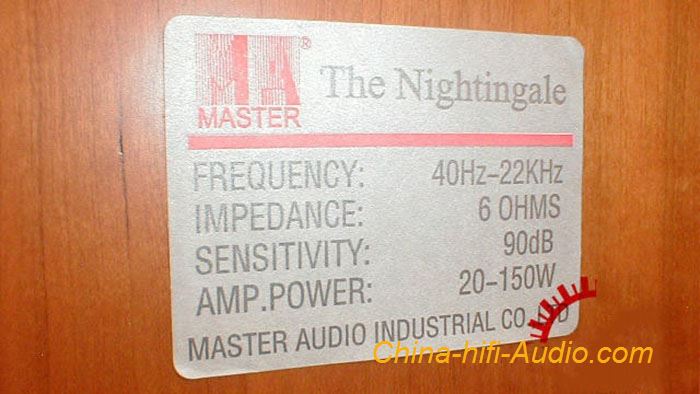 MA®
MASTER
The Nightingale
FREQUENCY: 40Hz-22KHz
IMPEDANCE: 6 OHMS
SENSITIVITY: 90dB
AMP.POWER: 20-150W
MASTER AUDIO INDUSTRIAL CO.
China-hifi-Audio.com